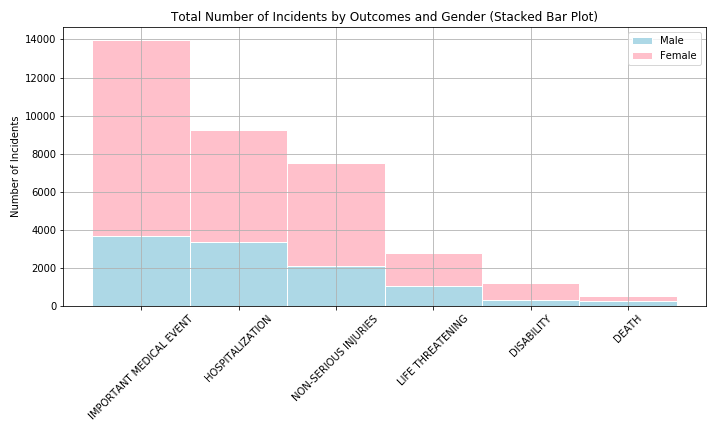 Total Number of Incidents by Outcomes and Gender (Stacked Bar Plot)
Male
Female
Number of Incidents
14000
12000
10000
8000
6000
4000
2000
0
IMPORTANT MEDICAL EVENT
HOSPITALIZATION
NON-SERIOUS INJURIES
LIFE THREATENING
DISABILITY
DEATH